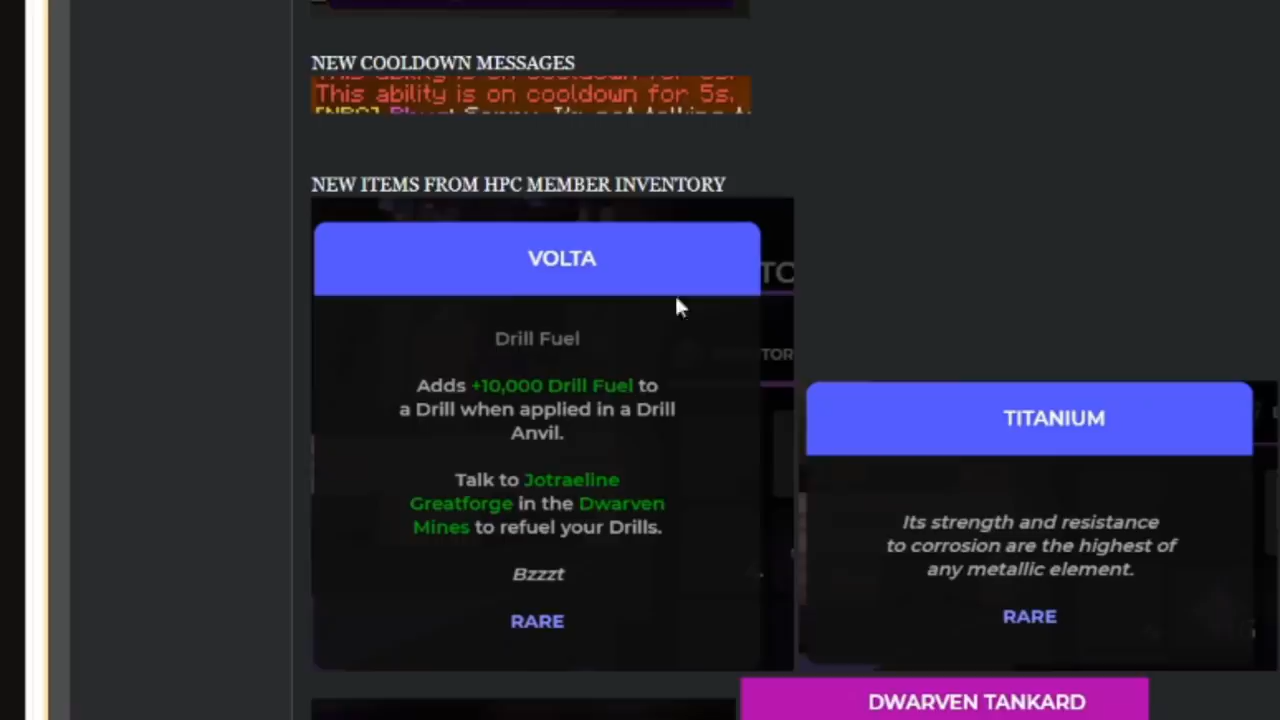 NEW COOLDOWN MESSAGES
This ability is on cooldown for 5s.
NEW ITEMS FROM HPC MEMBER INVENTORY
VOLTA
Drill Fuel
Adds +10,000 Drill Fuel to
a Drill when applied in a Drill
Anvil.
Talk to Jotraeline
Greatforge in the Dwarven
Mines to refuel your Drills.
Bzzzt
RARE
TITANIUM
Its strength and resistance
to corrosion are the highest of
any metallic element.
RARE
DWARVEN TANKARD